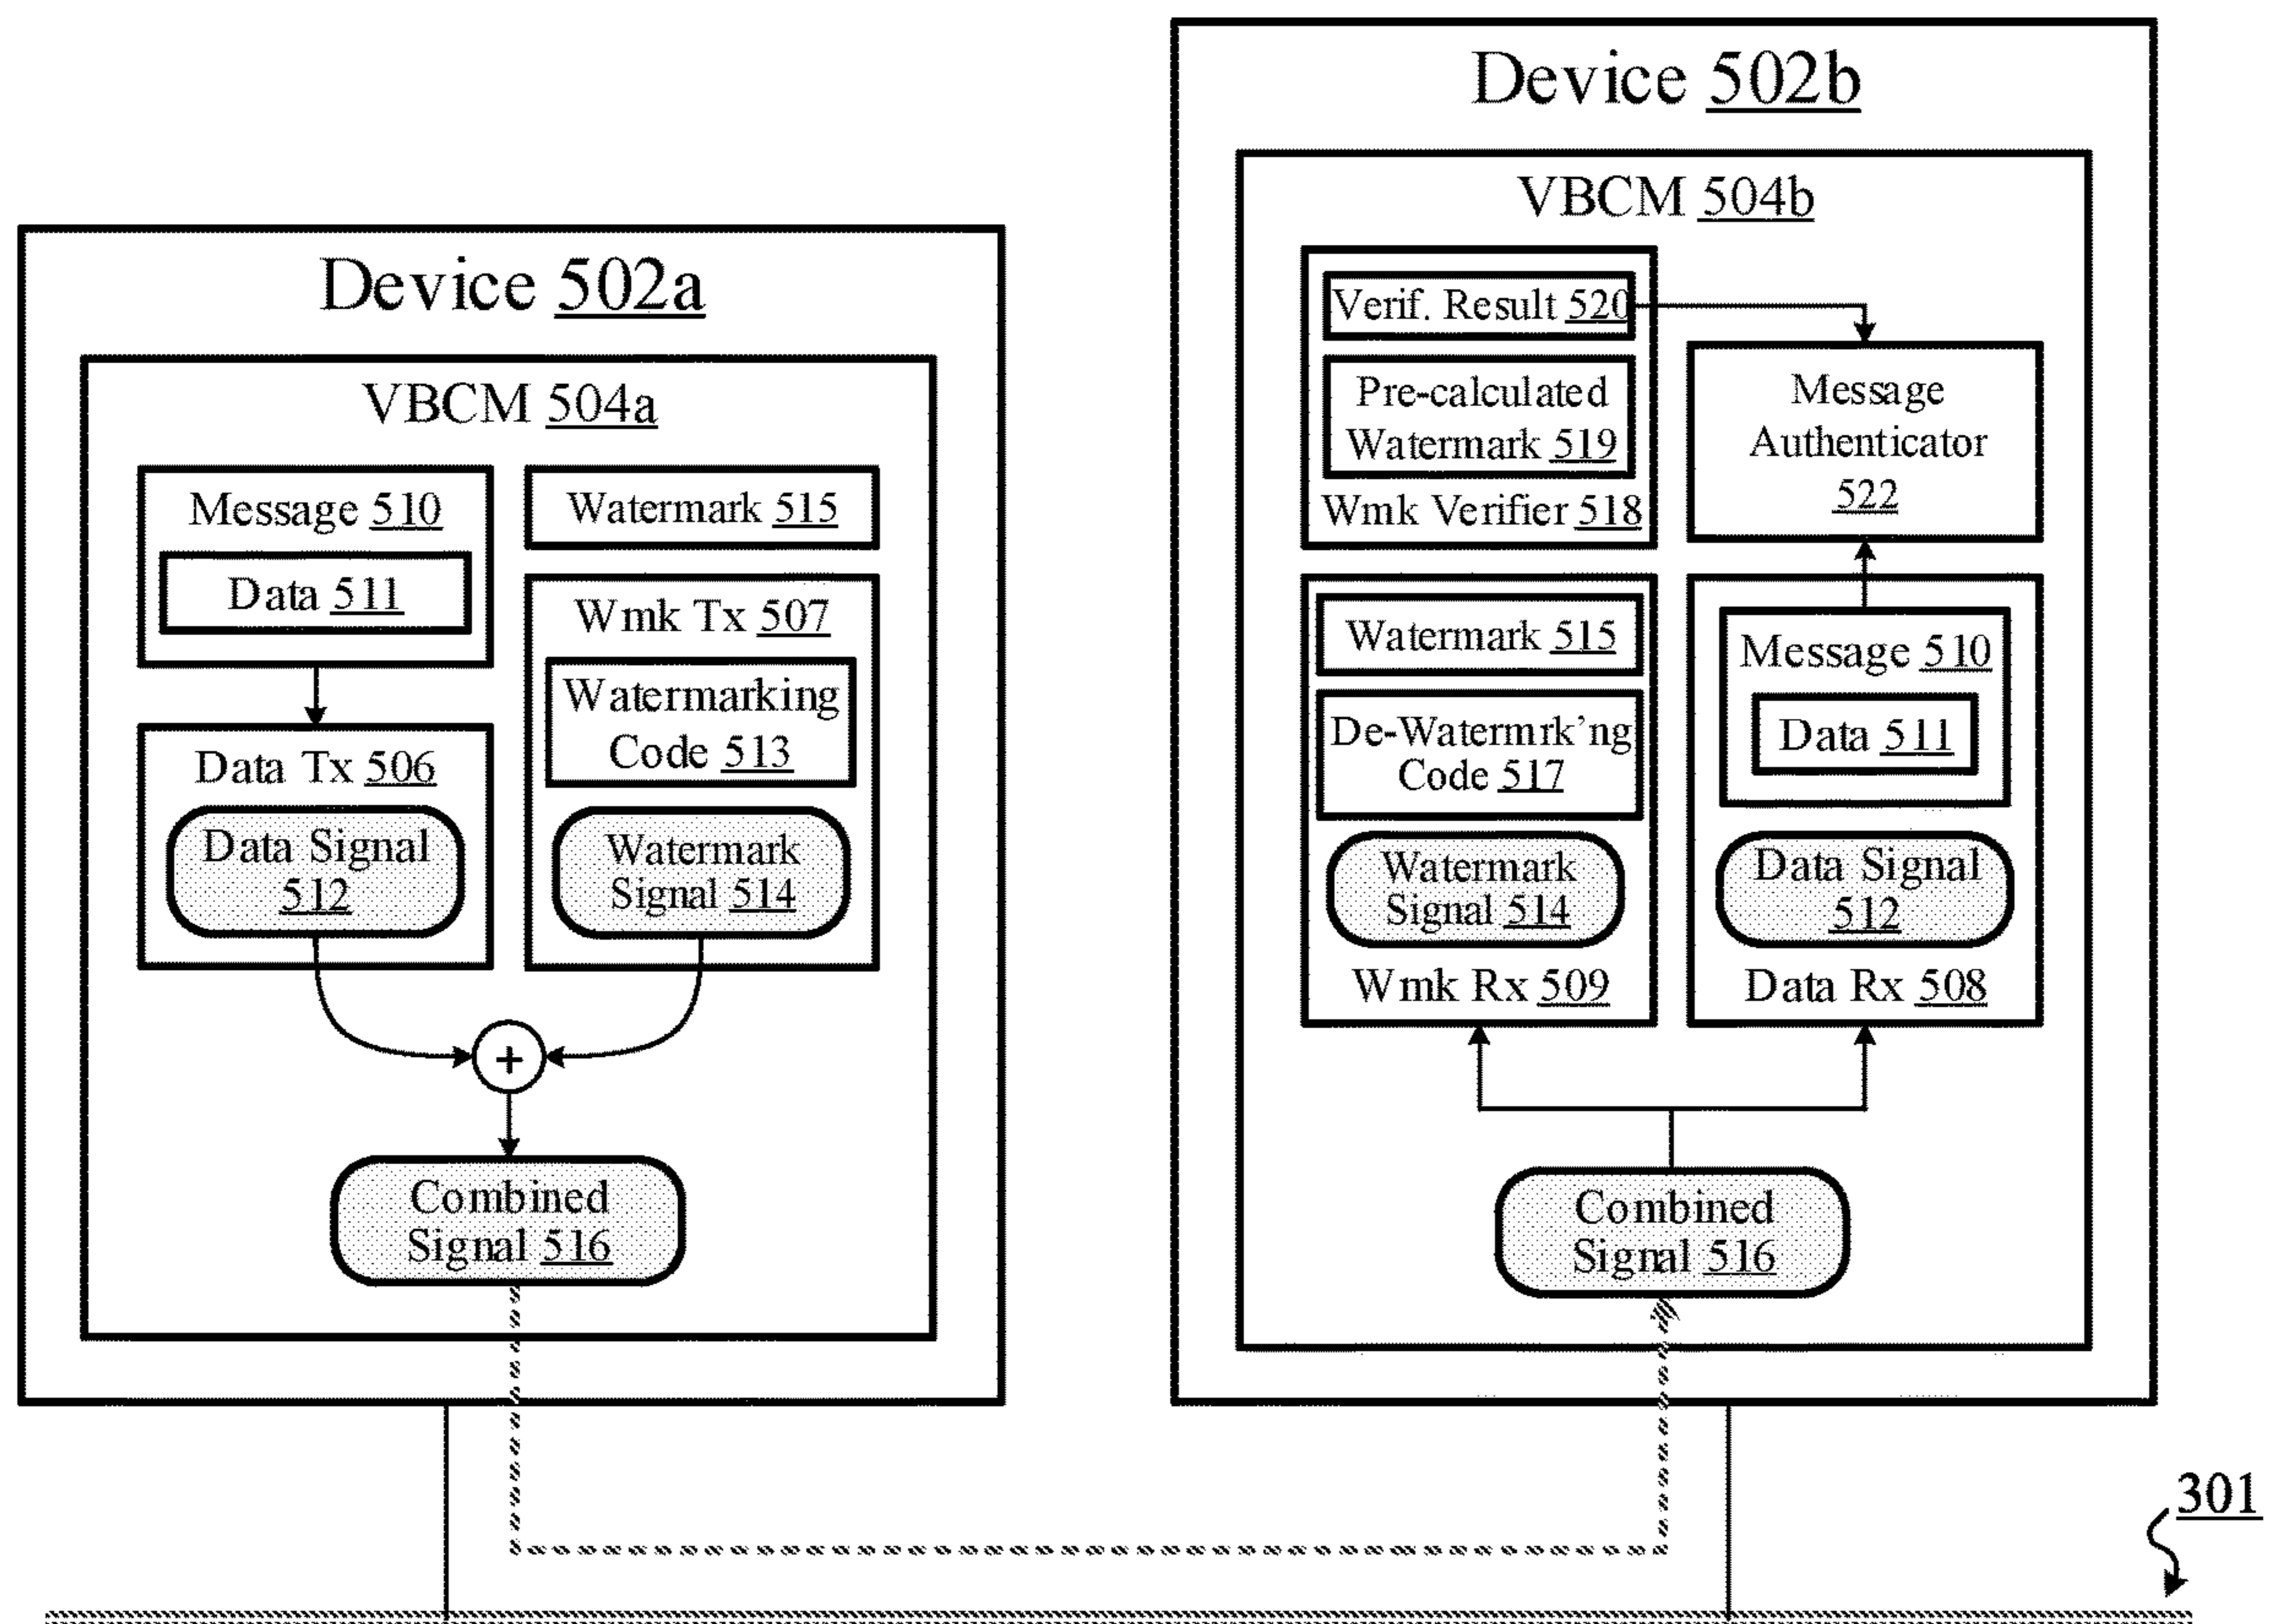 Device 502a
VBCM 504a
Message 510
Data 511
Watermark 515
Data Tx 506
Data Signal
512
Wmk Tx 507
Watermarking
Code 513
Watermark
Signal 514
+
Combined
Signal 516
Device 502b
VBCM 504b
Verif. Result 520
Pre-calculated
Watermark 519
Wmk Verifier 518
Message
Authenticator
522
Watermark 515
De-Watermrk’ng
Code 517
Watermark
Signal 514
Wmk Rx 509
Message 510
Data 511
Data Signal
512
Data Rx 508
Combined
Signal 516
301